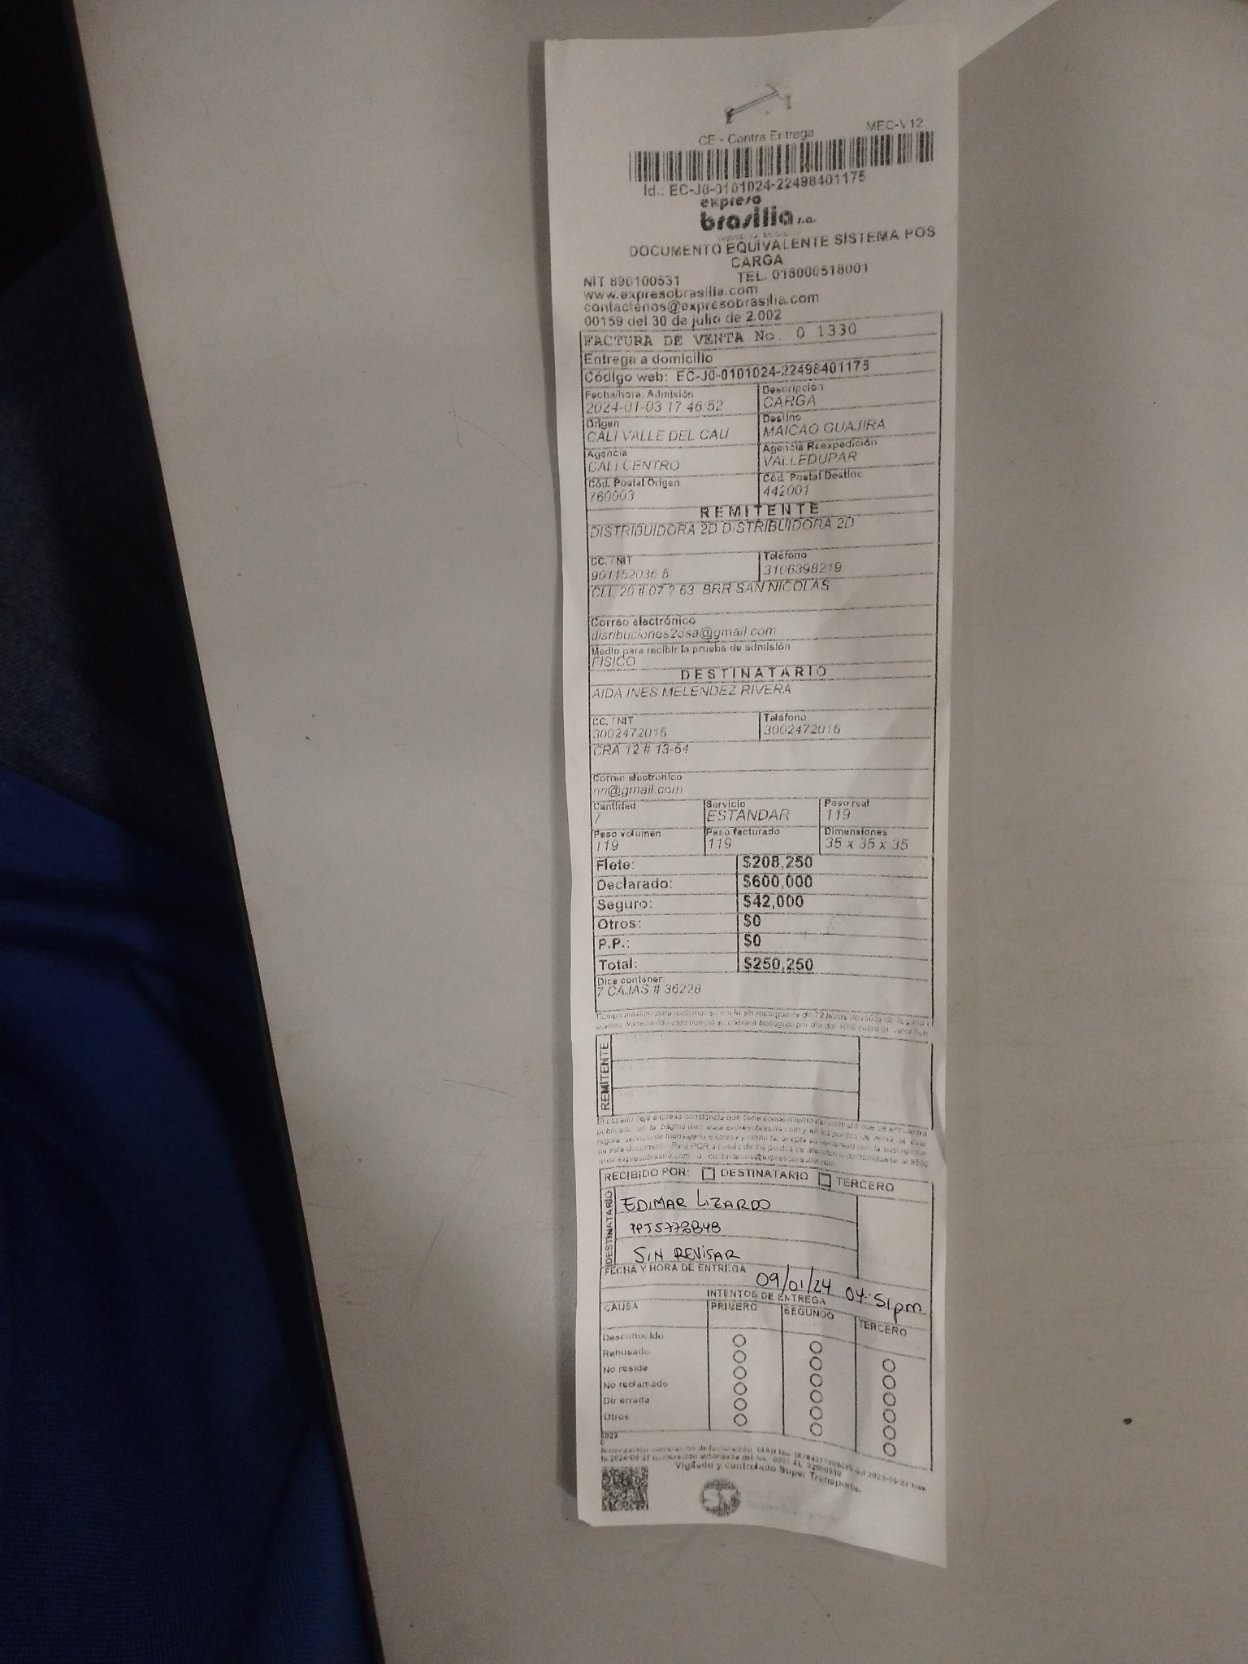 CE - Contra Entrega MEC-V12
Id.: EC-J0-0101024-22498401175
expreso
brasilia s.a.
DOCUMENTO EQUIVALENTE SISTEMA POS
CARGA
NIT 890100531 TEL. 018000518001
www.expresobrasilia.com
contactenos@expresobrasilia.com
00159 del 30 de julio de 2.002
FACTURA DE VENTA No. 0 1330
Entrega a domicilio
Código web: EC-J0-0101024-22498401175
Fecha/hora. Admisión Descripción
2024-01-03 17 46:52 CARGA
Origen Destino
CALI VALLE DEL CAU MAICAO GUAJIRA
Agencia Agencia Reexpedición
CALI CENTRO VALLEDUPAR
Cód. Postal Origen Cód. Postal Destino
760003 442001
REMITENTE
DISTRIBUIDORA 2D DISTRIBUIDORA 2D
CC. / NIT Teléfono
901152036 5 3106398219
CLL 20 # 07 ? 63 BRR SAN NICOLAS
Correo electrónico
disribuciones2dsa@gmail.com
Medio para recibir la prueba de admisión
FISICO
DESTINATARIO
AIDA INES MELENDEZ RIVERA
CC. / NIT Teléfono
3002472016 3002472016
CRA 12 # 13-64
Correo electronico
nn@gmail.com
Cantidad Servicio Peso real
7 ESTANDAR 119
Peso volumen Peso facturado Dimensiones
119 119 35 x 35 x 35
Flete: $208,250
Declarado: $600,000
Seguro: $42,000
Otros: $0
P.P.: $0
Total: $250,250
Dice contener:
7 CAJAS # 36228
REMITENTE
RECIBIDO POR: DESTINATARIO TERCERO
DESTINATARIO
EDIMAR LIZARDO
PPT5778848
SIN REVISAR
FECHA Y HORA DE ENTREGA 09/01/24 04:51pm
INTENTOS DE ENTREGA
CAUSA PRIMERO SEGUNDO TERCERO
Desconocido
Rehusado
No reside
No reclamado
Dir errada
Otros
Vigilado y controlado Super Transporte.